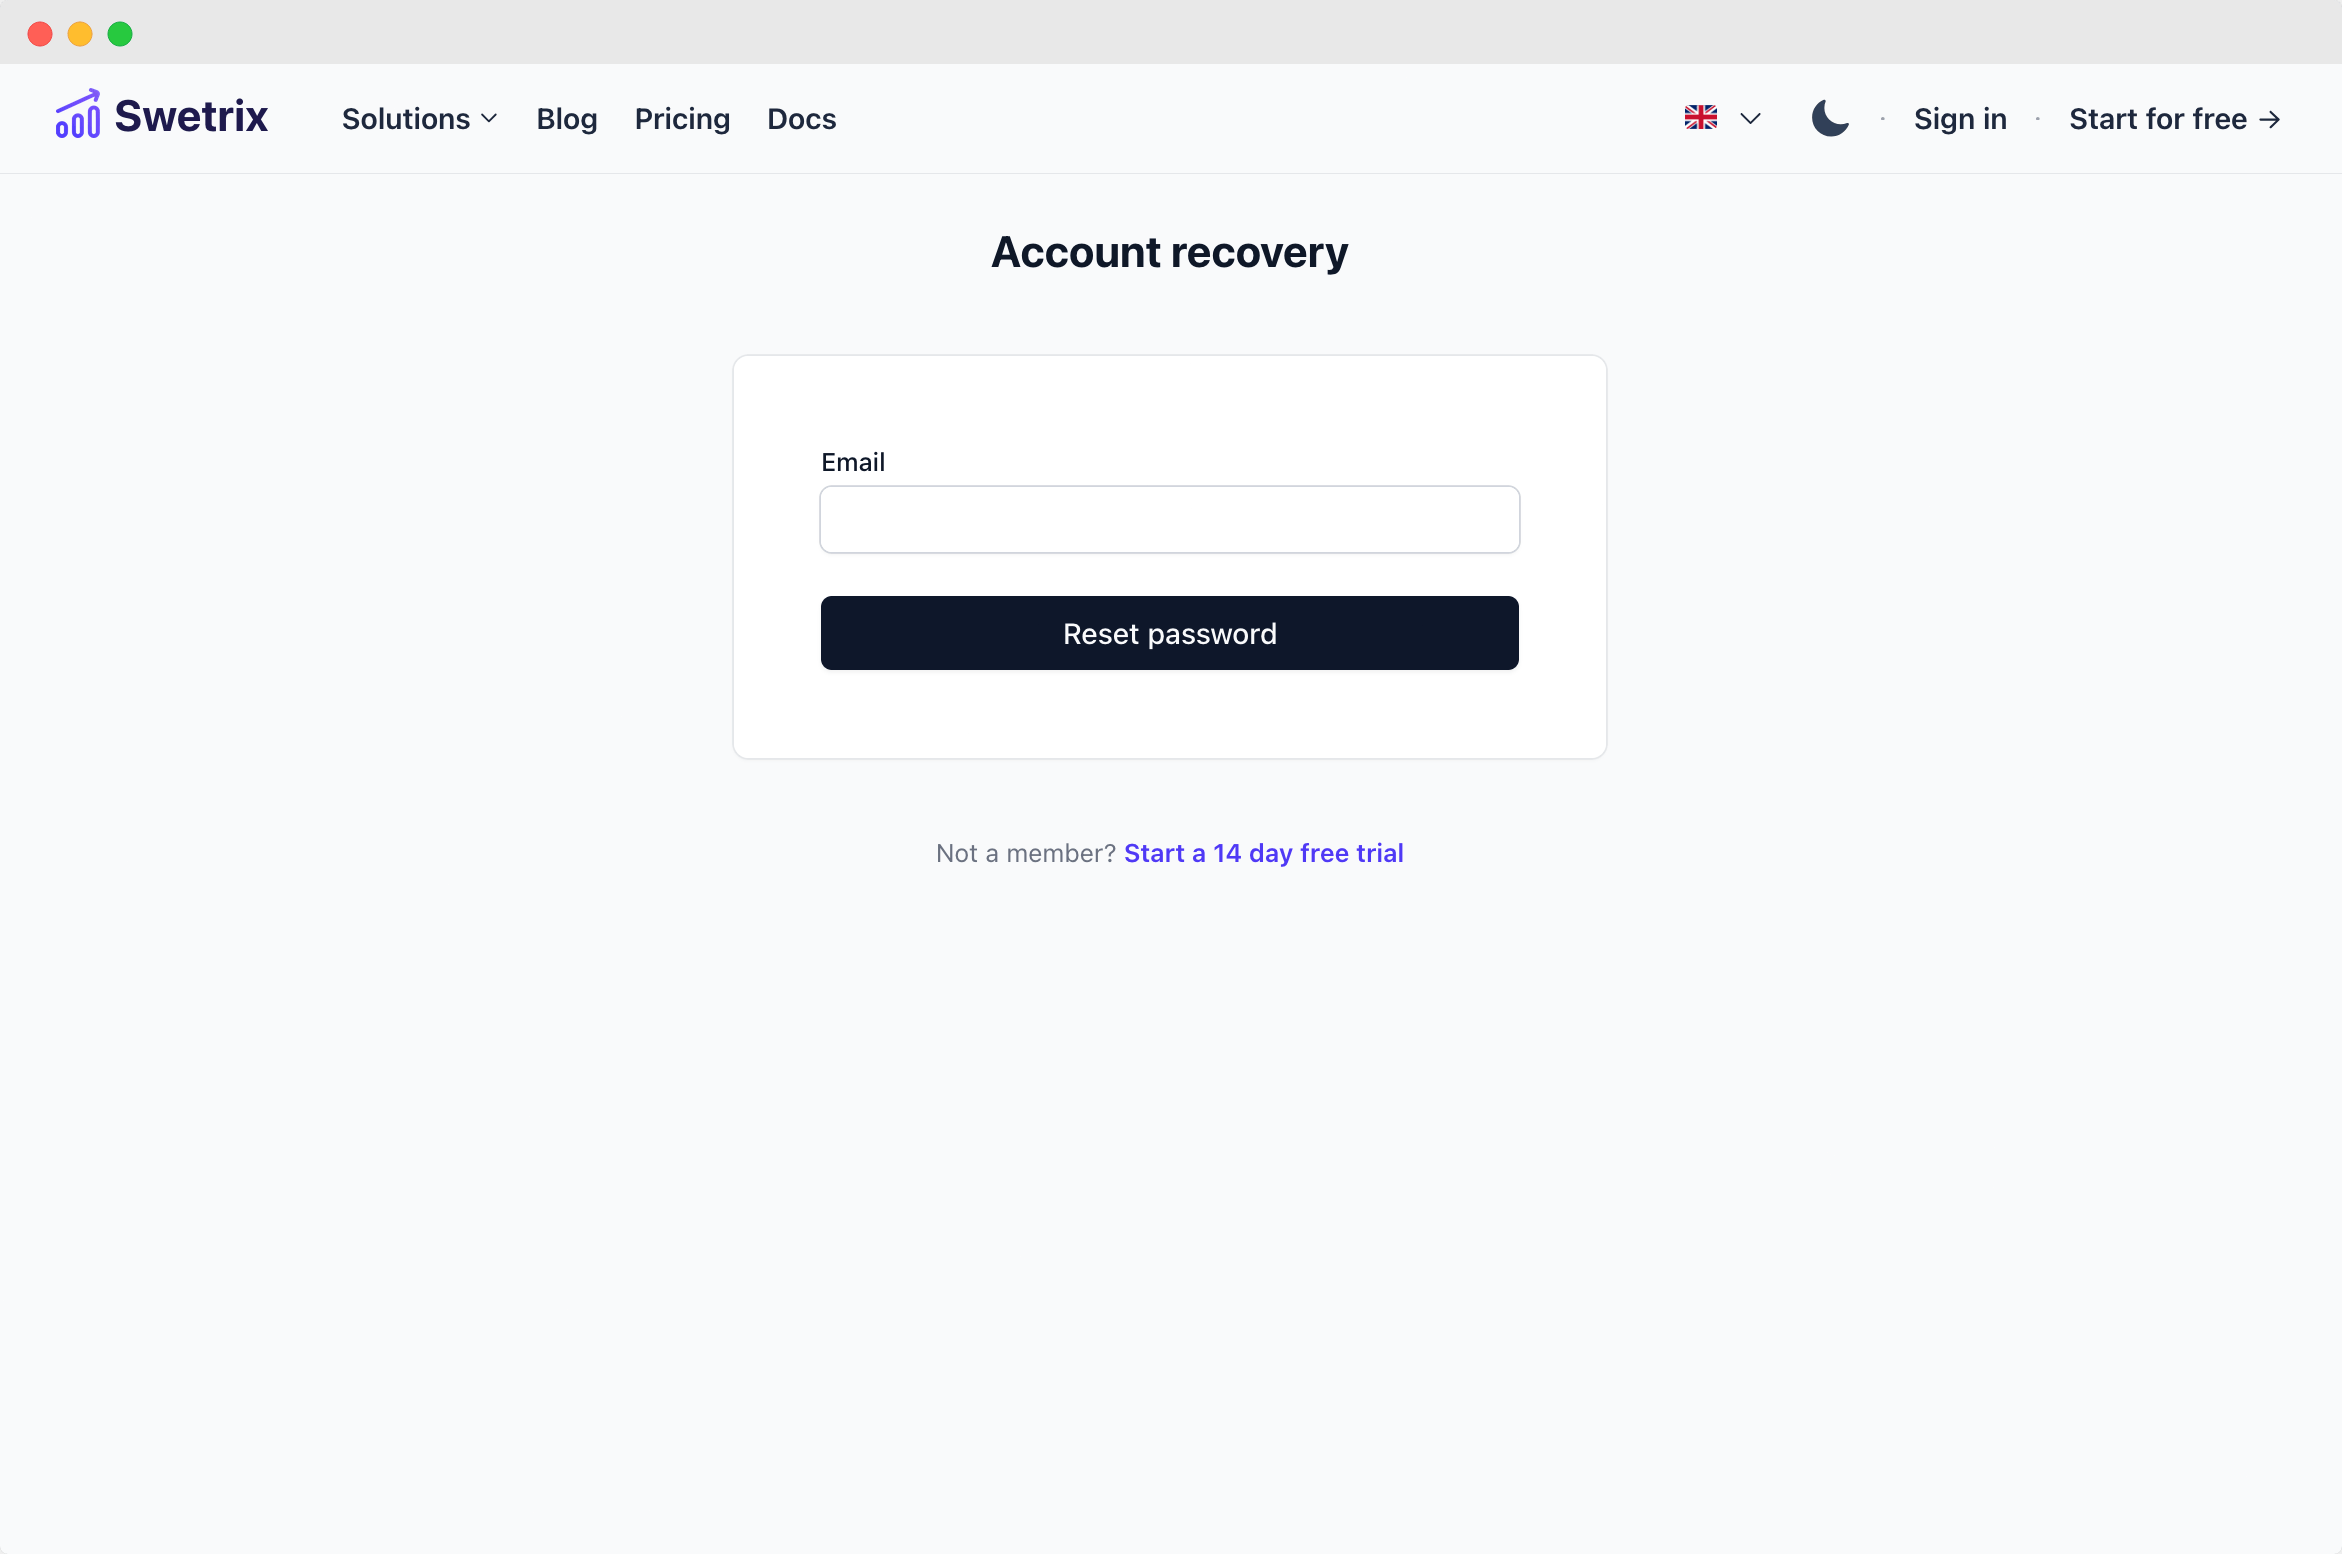 Swetrix
Solutions Blog Pricing Docs
Sign in · Start for free →
Account recovery
Email
Reset password
Not a member? Start a 14 day free trial